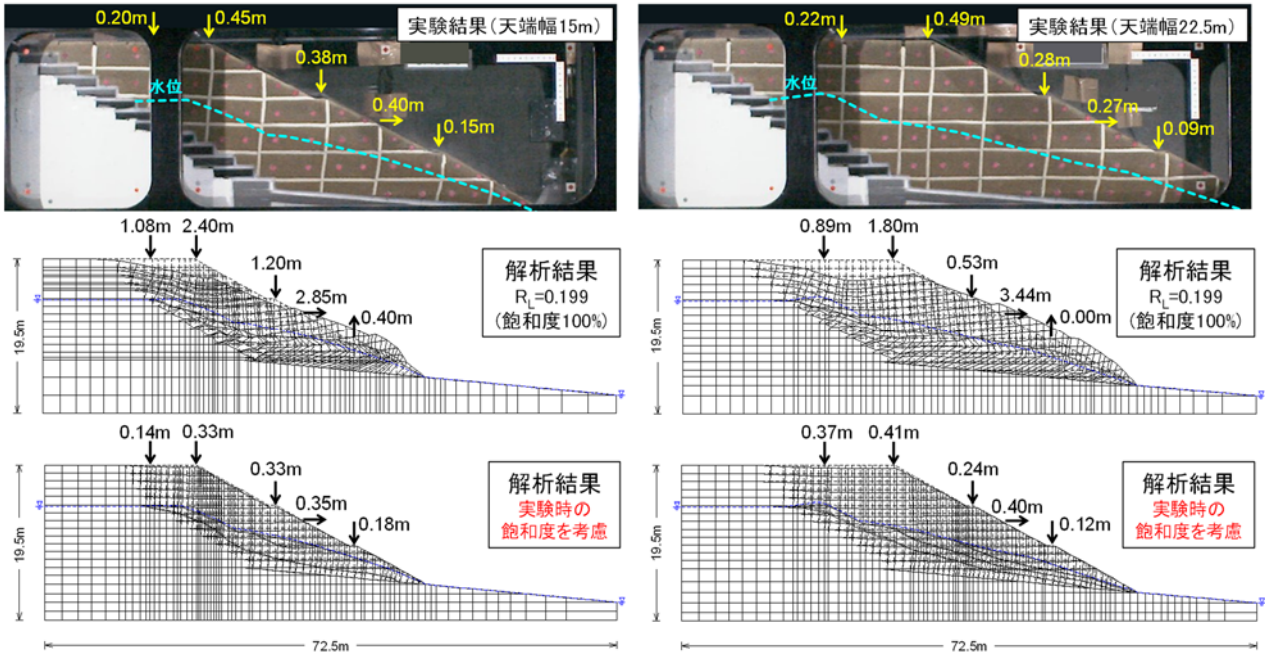 実験結果(天端幅15m)
0.20m
0.45m
0.38m
0.40m
0.15m
水位
実験結果(天端幅22.5m)
0.22m
0.49m
0.28m
0.27m
0.09m
水位
1.08m
2.40m
1.20m
2.85m
0.40m
19.5m
解析結果
RL=0.199
(飽和度100%)
0.89m
1.80m
0.53m
3.44m
0.00m
19.5m
解析結果
RL=0.199
(飽和度100%)
0.14m
0.33m
0.33m
0.35m
0.18m
19.5m
解析結果
実験時の
飽和度を考慮
72.5m
0.37m
0.41m
0.24m
0.40m
0.12m
19.5m
解析結果
実験時の
飽和度を考慮
72.5m